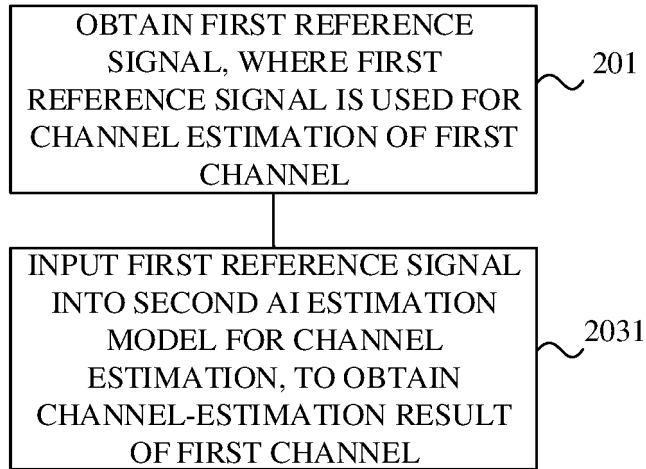 OBTAIN FIRST REFERENCE
SIGNAL, WHERE FIRST
REFERENCE SIGNAL IS USED FOR
CHANNEL ESTIMATION OF FIRST
CHANNEL
201
INPUT FIRST REFERENCE SIGNAL
INTO SECOND AI ESTIMATION
MODEL FOR CHANNEL
ESTIMATION, TO OBTAIN
CHANNEL-ESTIMATION RESULT
OF FIRST CHANNEL
2031